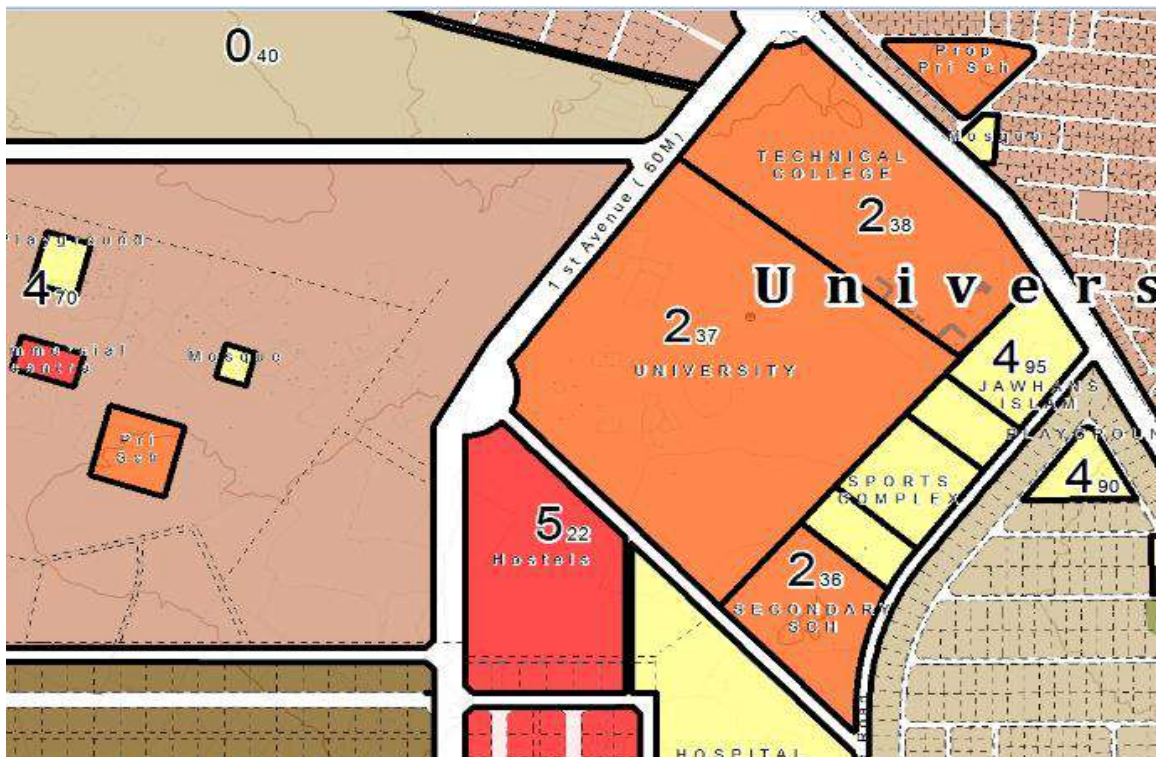 0 40
Prop
Pri Sch
Mosque
1 st Avenue ( 60M)
TECHNICAL
COLLEGE
2 38
Playground
4 70
Univers
2 37
UNIVERSITY
Mosque
4 95
JAWHANS
ISLAM
Pri
Sch
PLAYGROUN
4 90
SPORTS
COMPLEX
5 22
Hostels
2 36
SECONDARY
SCH
HOSPITAL